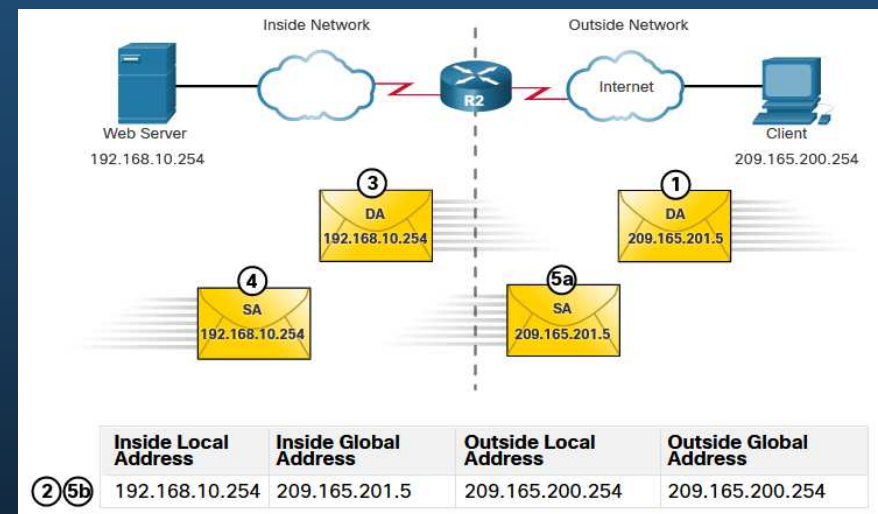 Inside Network
Outside Network
Internet
R2
Web Server
192.168.10.254
Client
209.165.200.254
3
DA
192.168.10.254
1
DA
209.165.201.5
4
SA
192.168.10.254
5a
SA
209.165.201.5
Inside Local Address
Inside Global Address
Outside Local Address
Outside Global Address
2 5b 192.168.10.254 209.165.201.5 209.165.200.254 209.165.200.254